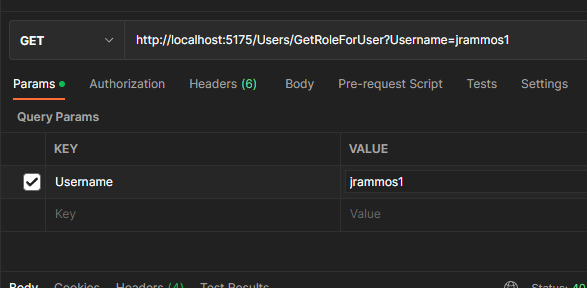 GET http://localhost:5175/Users/GetRoleForUser?Username=jrammos1
Params Authorization Headers (6) Body Pre-request Script Tests Settings
Query Params
KEY VALUE
Username jrammos1
Key Value
Body Cookies Headers (4) Test Results Status: 40